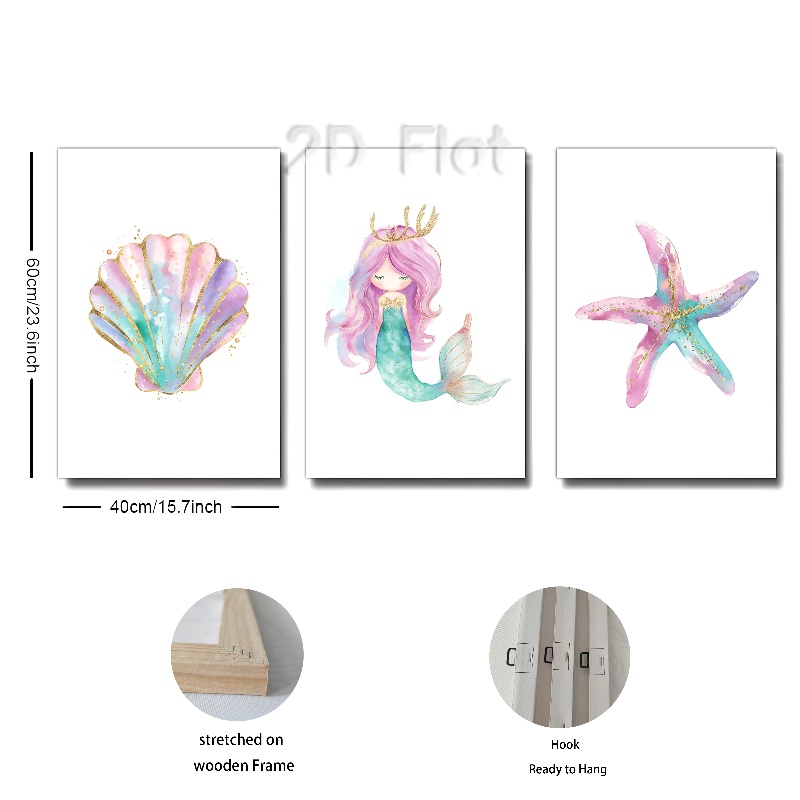 2D Flat
60cm/23.6inch
40cm/15.7inch
stretched on
wooden Frame
Hook
Ready to Hang